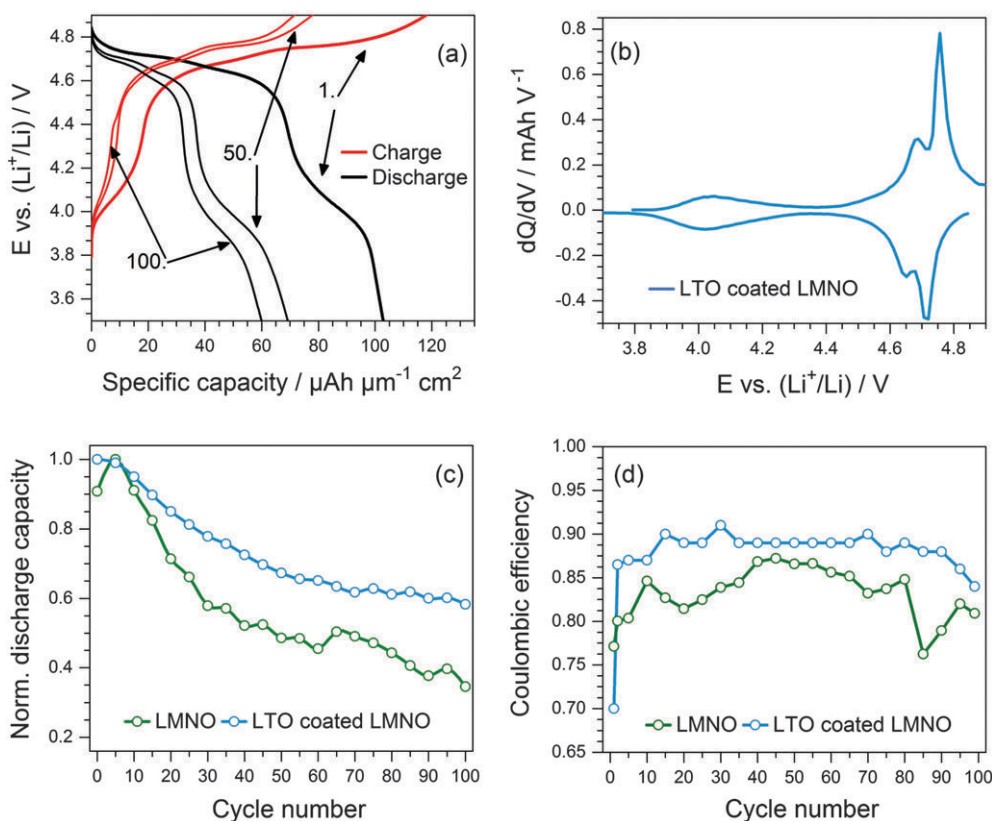 (a)
E vs. (Li⁺/Li) / V
4.8
4.6
4.4
4.2
4.0
3.8
3.6
1.
50.
100.
Charge
Discharge
0 20 40 60 80 100 120
Specific capacity / µAh µm⁻¹ cm²
(b)
dQ/dV / mAh V⁻¹
0.8
0.6
0.4
0.2
0.0
-0.2
-0.4
LTO coated LMNO
3.8 4.0 4.2 4.4 4.6 4.8
E vs. (Li⁺/Li) / V
(c)
Norm. discharge capacity
1.0
0.8
0.6
0.4
0.2
LMNO LTO coated LMNO
0 10 20 30 40 50 60 70 80 90 100
Cycle number
(d)
Coulombic efficiency
1.00
0.95
0.90
0.85
0.80
0.75
0.70
0.65
LMNO LTO coated LMNO
0 10 20 30 40 50 60 70 80 90 100
Cycle number